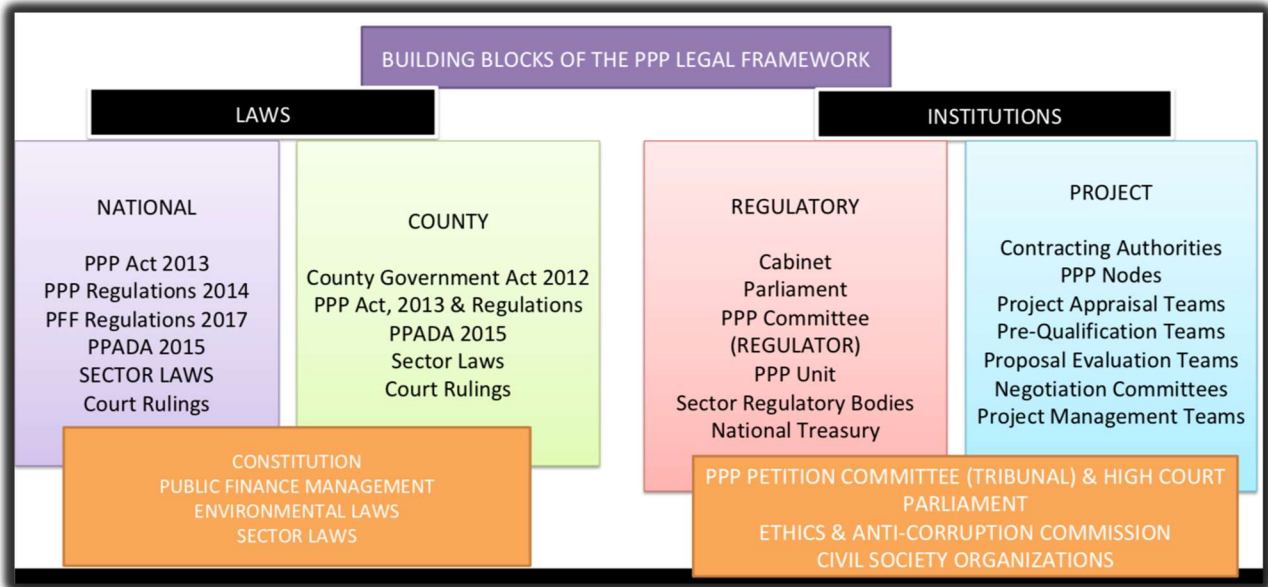 BUILDING BLOCKS OF THE PPP LEGAL FRAMEWORK
LAWS
NATIONAL
PPP Act 2013
PPP Regulations 2014
PFF Regulations 2017
PPADA 2015
SECTOR LAWS
Court Rulings
COUNTY
County Government Act 2012
PPP Act, 2013 & Regulations
PPADA 2015
Sector Laws
Court Rulings
CONSTITUTION
PUBLIC FINANCE MANAGEMENT
ENVIRONMENTAL LAWS
SECTOR LAWS
INSTITUTIONS
REGULATORY
Cabinet
Parliament
PPP Committee
(REGULATOR)
PPP Unit
Sector Regulatory Bodies
National Treasury
PROJECT
Contracting Authorities
PPP Nodes
Project Appraisal Teams
Pre-Qualification Teams
Proposal Evaluation Teams
Negotiation Committees
Project Management Teams
PPP PETITION COMMITTEE (TRIBUNAL) & HIGH COURT
PARLIAMENT
ETHICS & ANTI-CORRUPTION COMMISSION
CIVIL SOCIETY ORGANIZATIONS